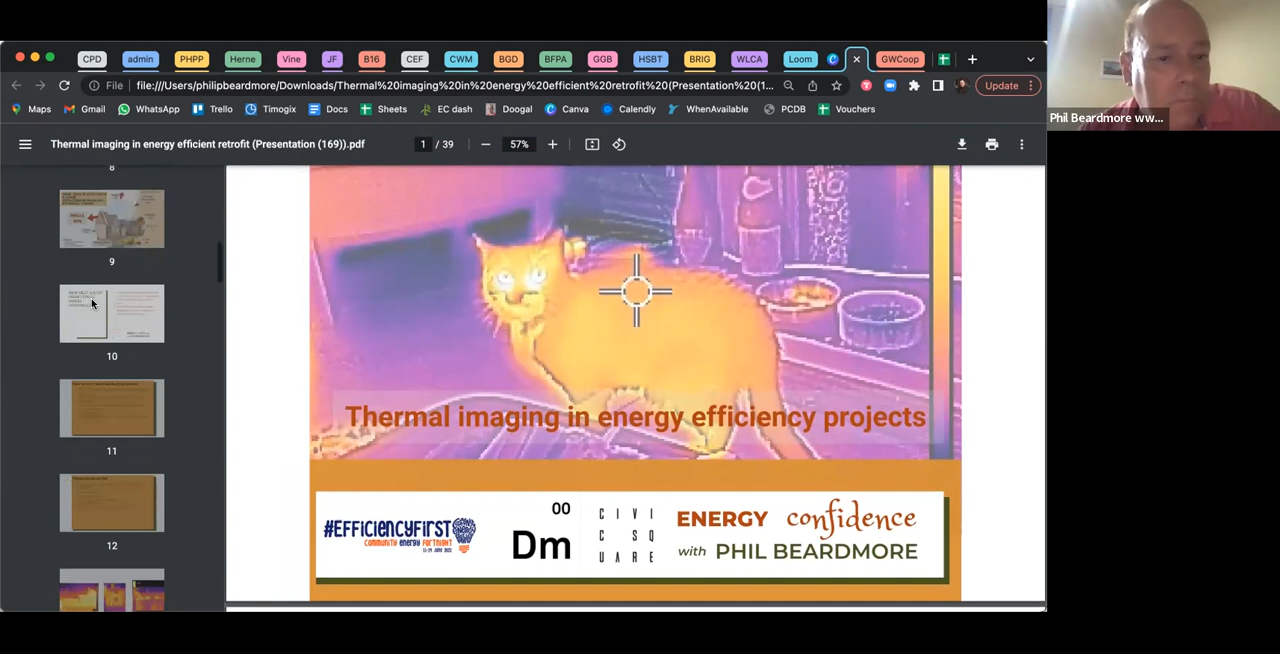 CPD admin PHPP Herne Vine JF B16 CEF CWM BGD BFPA GGB HSBT BRIG WLCA Loom GWCoop
File file:///Users/philipbeardmore/Downloads/Thermal%20imaging%20in%20energy%20efficient%20retrofit%20(Presentation%20(1... Update
Maps Gmail WhatsApp Trello Timogix Docs Sheets EC dash Doogal Canva Calendly WhenAvailable PCDB Vouchers
Phil Beardmore ww...
Thermal imaging in energy efficient retrofit (Presentation (169)).pdf 1 / 39 57%
8
9
10
11
12
Thermal imaging in energy efficiency projects
#EFFICIENCYFIRST
COMMUNITY ENERGY FORTNIGHT
00
Dm
CIVI
CSQ
UARE
ENERGY confidence
with PHIL BEARDMORE